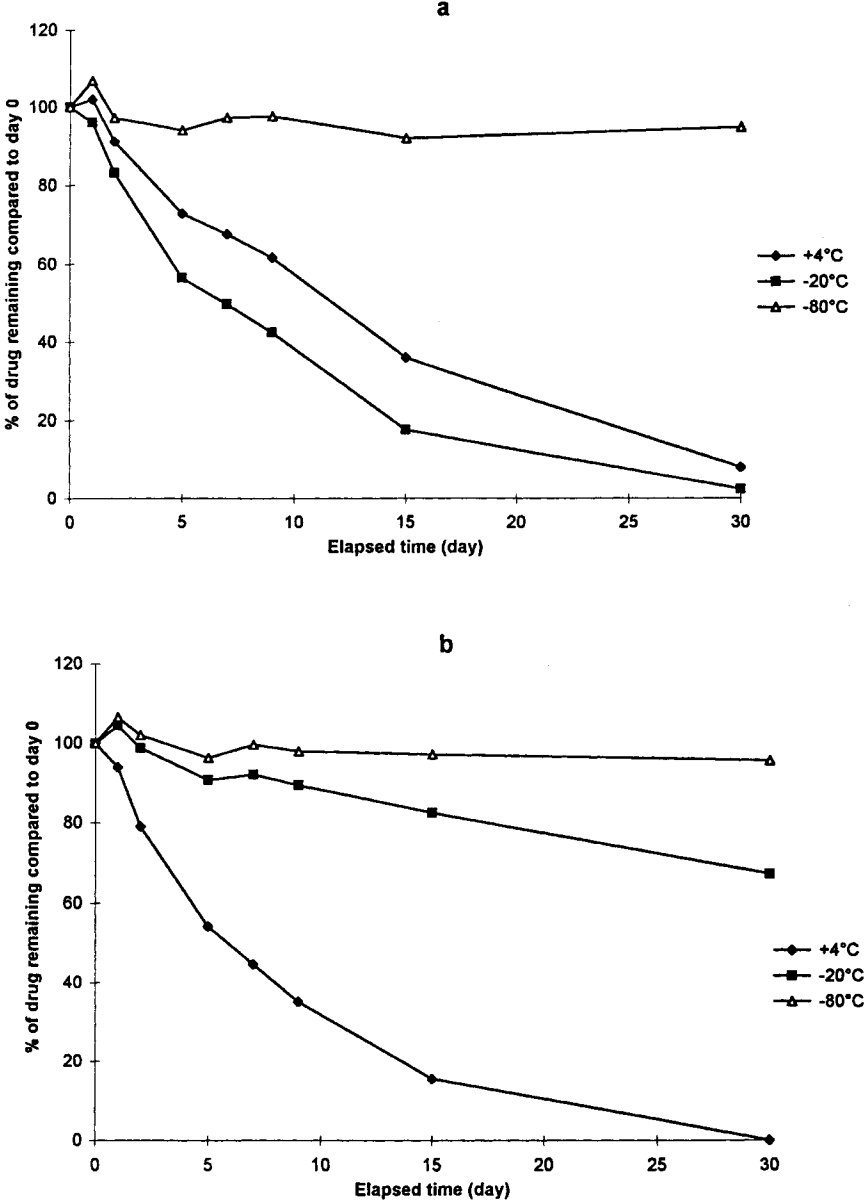 a
120
100
80
60
40
20
0
% of drug remaining compared to day 0
0 5 10 15 20 25 30
Elapsed time (day)
+4°C
-20°C
-80°C
b
120
100
80
60
40
20
0
% of drug remaining compared to day 0
0 5 10 15 20 25 30
Elapsed time (day)
+4°C
-20°C
-80°C